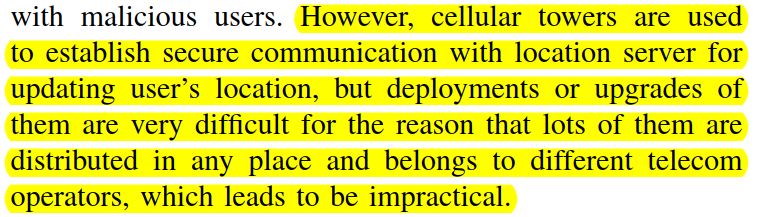 with malicious users. However, cellular towers are used
to establish secure communication with location server for
updating user's location, but deployments or upgrades of
them are very difficult for the reason that lots of them are
distributed in any place and belongs to different telecom
operators, which leads to be impractical.